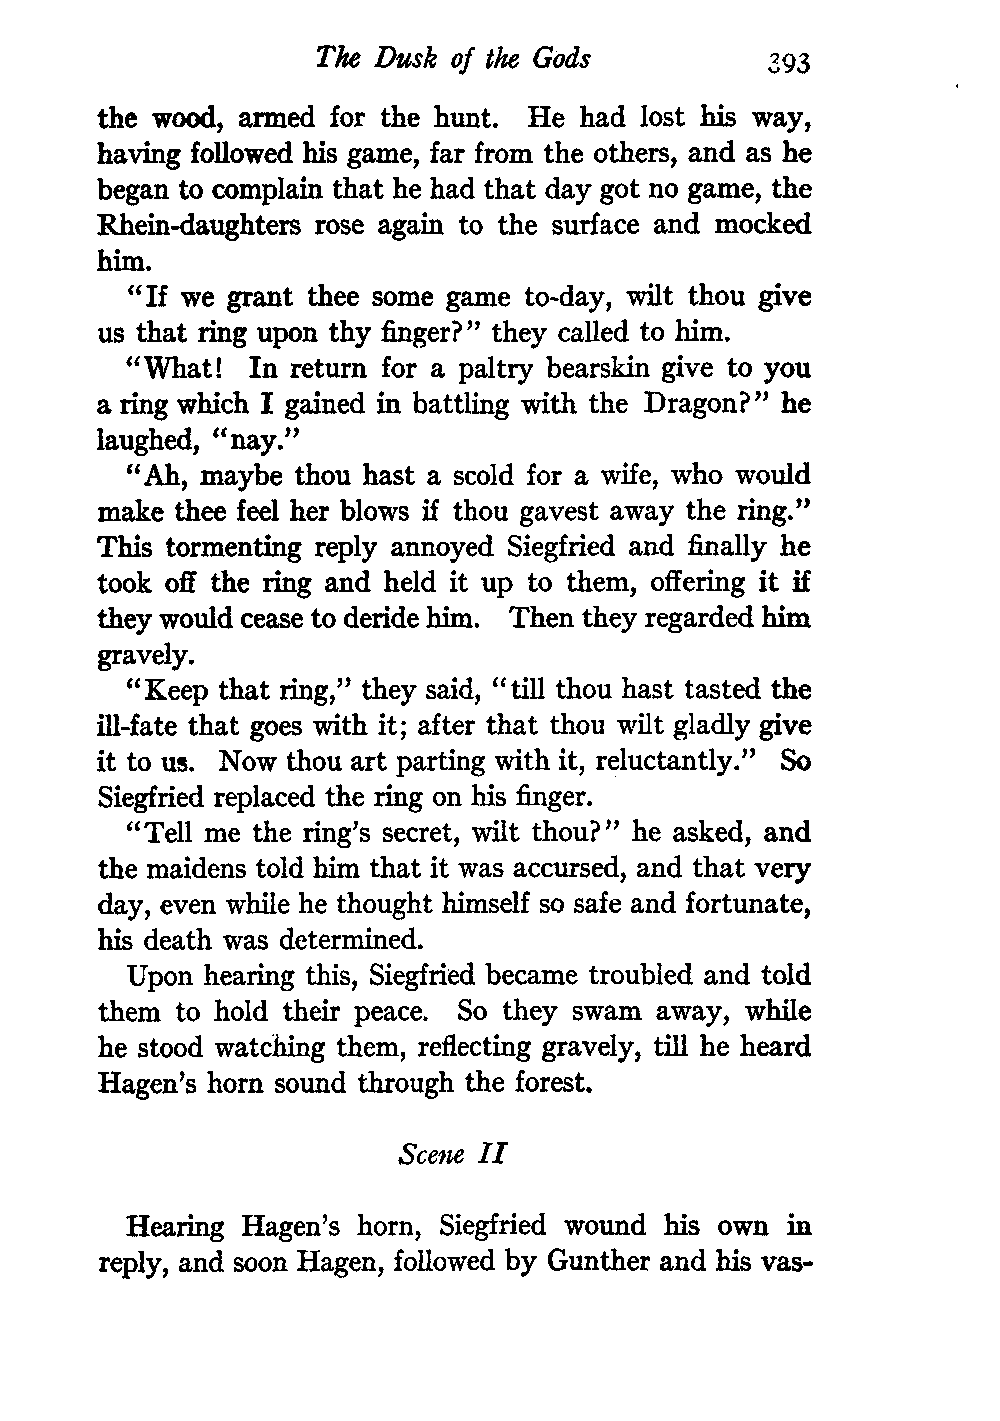 The Dusk of the Gods 393
the wood, armed for the hunt. He had lost his way,
having followed his game, far from the others, and as he
began to complain that he had that day got no game, the
Rhein-daughters rose again to the surface and mocked
him.
"If we grant thee some game to-day, wilt thou give
us that ring upon thy finger?" they called to him.
"What! In return for a paltry bearskin give to you
a ring which I gained in battling with the Dragon?" he
laughed, "nay."
"Ah, maybe thou hast a scold for a wife, who would
make thee feel her blows if thou gavest away the ring."
This tormenting reply annoyed Siegfried and finally he
took off the ring and held it up to them, offering it if
they would cease to deride him. Then they regarded him
gravely.
"Keep that ring," they said, "till thou hast tasted the
ill-fate that goes with it; after that thou wilt gladly give
it to us. Now thou art parting with it, reluctantly." So
Siegfried replaced the ring on his finger.
"Tell me the ring's secret, wilt thou?" he asked, and
the maidens told him that it was accursed, and that very
day, even while he thought himself so safe and fortunate,
his death was determined.
Upon hearing this, Siegfried became troubled and told
them to hold their peace. So they swam away, while
he stood watching them, reflecting gravely, till he heard
Hagen's horn sound through the forest.
Scene II
Hearing Hagen's horn, Siegfried wound his own in
reply, and soon Hagen, followed by Gunther and his vas-